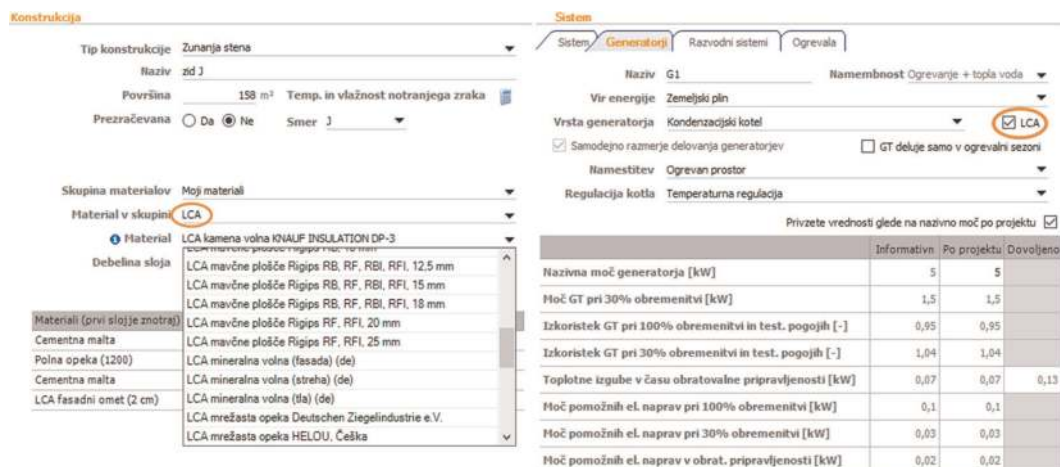 Konstrukcija
Tip konstrukcije Zunanja stena
Naziv zid J
Površina 158 m² Temp. in vlažnost notranjega zraka
Prezračevana Da Ne Smer J
Skupina materialov Moji materiali
Material v skupini LCA
Material LCA kamena volna KNAUF INSULATION DP-3
Debelina sloja
LCA mavčne plošče Rigips RB, RF, RBI, RFI, 12,5 mm
LCA mavčne plošče Rigips RB, RF, RBI, RFI, 15 mm
LCA mavčne plošče Rigips RB, RF, RBI, RFI, 18 mm
LCA mavčne plošče Rigips RF, RFI, 20 mm
LCA mavčne plošče Rigips RF, RFI, 25 mm
LCA mineralna volna (fasada) (de)
LCA mineralna volna (streha) (de)
LCA mineralna volna (tla) (de)
LCA mrežasta opeka Deutschen Ziegelindustrie e.V.
LCA mrežasta opeka HELOU, Češka
Materiali (prvi sloj je znotraj)
Cementna malta
Polna opeka (1200)
Cementna malta
LCA fasadni omet (2 cm)
Sistem
Sistem Generatorji Razvodni sistemi Ogrevala
Naziv G1 Namembnost Ogrevanje + topla voda
Vir energije Zemeljski plin
Vrsta generatorja Kondenzacijski kotel LCA
Samodejno razmerje delovanja generatorjev GT deluje samo v ogrevalni sezoni
Namestitev Ogrevan prostor
Regulacija kotla Temperaturna regulacija
Privzete vrednosti glede na nazivno moč po projektu
Informativn Po projektu Dovoljeno
Nazivna moč generatorja [kW] 5 5
Moč GT pri 30% obremenitvi [kW] 1,5 1,5
Izkoristek GT pri 100% obremenitvi in test. pogojih [-] 0,95 0,95
Izkoristek GT pri 30% obremenitvi in test. pogojih [-] 1,04 1,04
Toplotne izgube v času obratovalne pripravljenosti [kW] 0,07 0,07 0,13
Moč pomožnih el. naprav pri 100% obremenitvi [kW] 0,1 0,1
Moč pomožnih el. naprav pri 30% obremenitvi [kW] 0,03 0,03
Moč pomožnih el. naprav v obrat. pripravljenosti [kW] 0,02 0,02